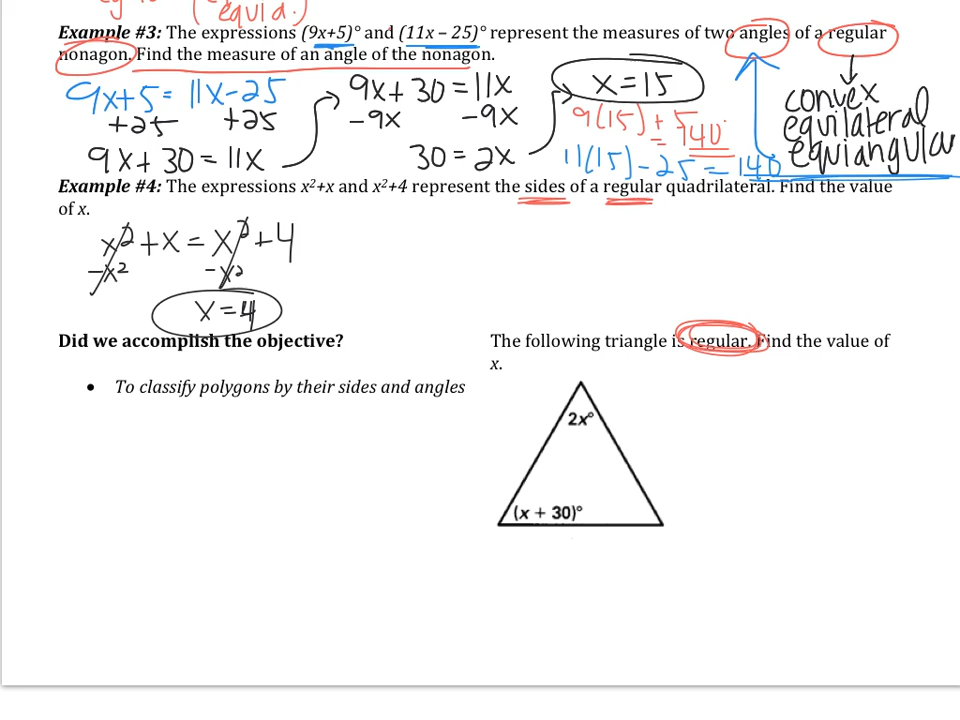 (equia.)
Example #3: The expressions (9x+5)° and (11x – 25)° represent the measures of two angles of a regular
nonagon. Find the measure of an angle of the nonagon.
9x+5 = 11x-25
+25 +25
9x + 30 = 11x
9x + 30 = 11x
-9x -9x
30 = 2x
x = 15
9(15) + 5 = 140
11(15) - 25 = 140
convex
equilateral
equiangular
Example #4: The expressions x²+x and x²+4 represent the sides of a regular quadrilateral. Find the value
of x.
x² + x = x² + 4
-x² -x²
x = 4
Did we accomplish the objective?
• To classify polygons by their sides and angles
The following triangle is regular. Find the value of
x.
2x°
(x + 30)°